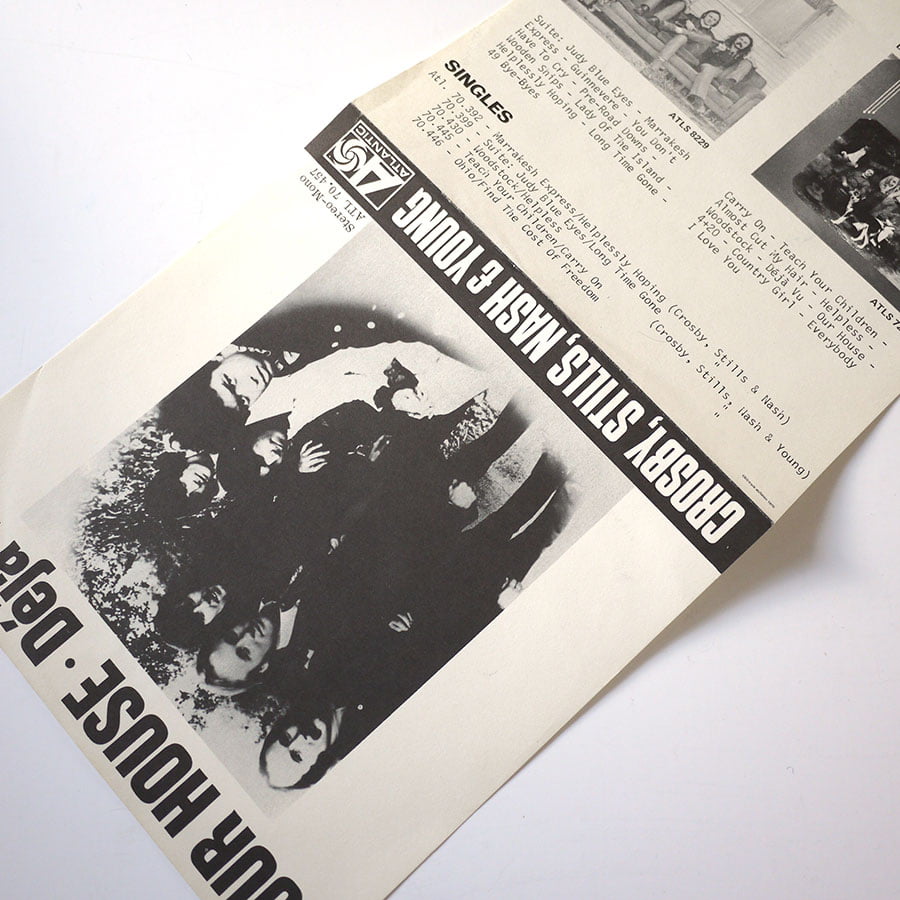 Suite: Judy Blue Eyes - Marrakesh
Express - Guinnevere - You Don't
Have To Cry - Pre-Road Downs -
Wooden Ships - Lady Of The Island -
Helplessly Hoping - Long Time Gone -
49 Bye-Byes
ATLS 8229
Carry On - Teach Your Children -
Almost Cut My Hair - Helpless -
Woodstock - Déjà Vu - Our House -
4+20 - Country Girl - Everybody
I Love You
ATLS 72
SINGLES
Atl. 70.392 - Marrakesh Express/Helplessly Hoping (Crosby, Stills & Nash)
70.399 - Suite: Judy Blue Eyes/Long Time Gone "
70.430 - Woodstock/Helpless (Crosby, Stills, Nash & Young)
70.445 - Teach Your Children/Carry On "
70.446 - Ohio/Find The Cost Of Freedom "
ATLANTIC
CROSBY, STILLS, NASH & YOUNG
Stereo-Mono
ATL 70.457
OUR HOUSE · Déjà